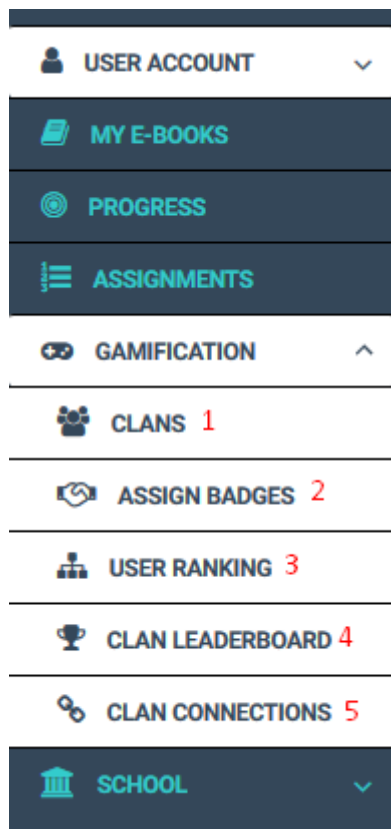 USER ACCOUNT
MY E-BOOKS
PROGRESS
ASSIGNMENTS
GAMIFICATION
CLANS 1
ASSIGN BADGES 2
USER RANKING 3
CLAN LEADERBOARD 4
CLAN CONNECTIONS 5
SCHOOL